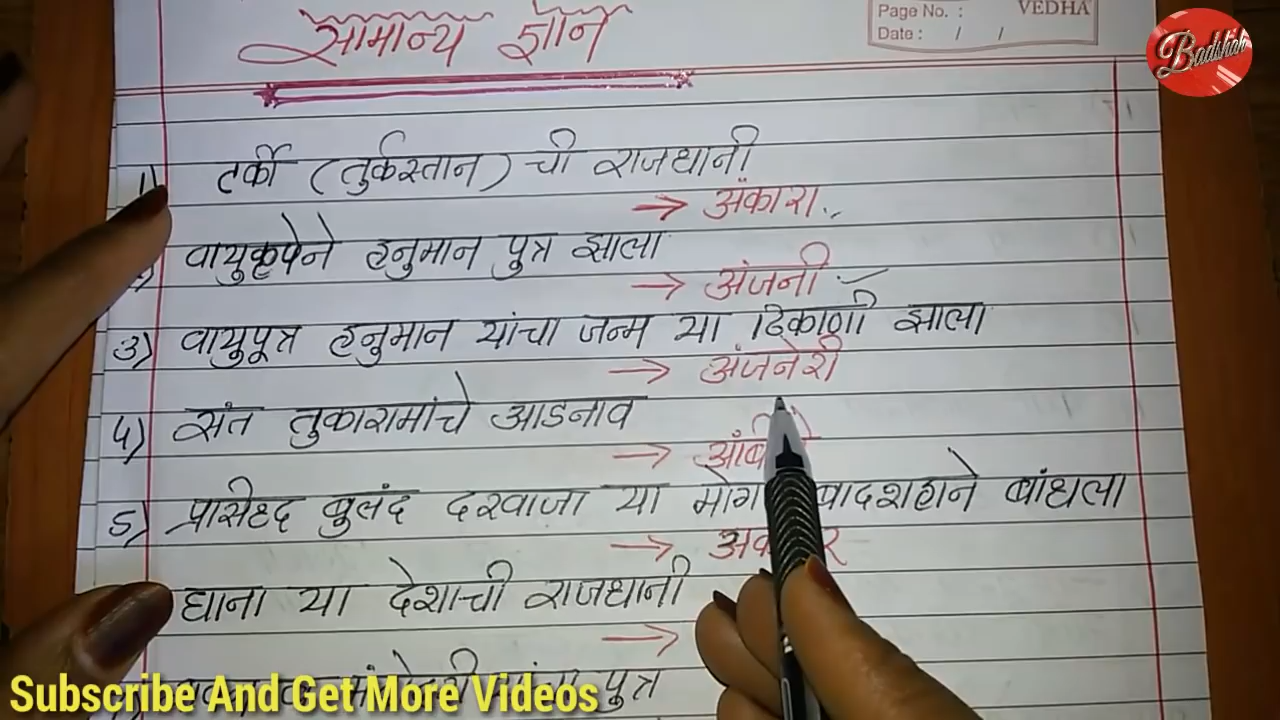 सामान्य ज्ञान
Page No. : VEDHA
Date : / /
Badshah
1) टर्की (तुर्कस्तान) ची राजधानी
→ अंकारा.
वायुकृपेने हनुमान पुत्र झाला
→ अंजनी
3) वायुपूत्र हनुमान यांचा जन्म या ठिकाणी झाला
→ अंजनेरी
4) संत तुकारामांचे आडनाव
→
5) प्रसिध्द बुलंद दरवाजा या बादशहाने बांधला
→
घाना या देशाची राजधानी
→
पुत्र
Subscribe And Get More Videos